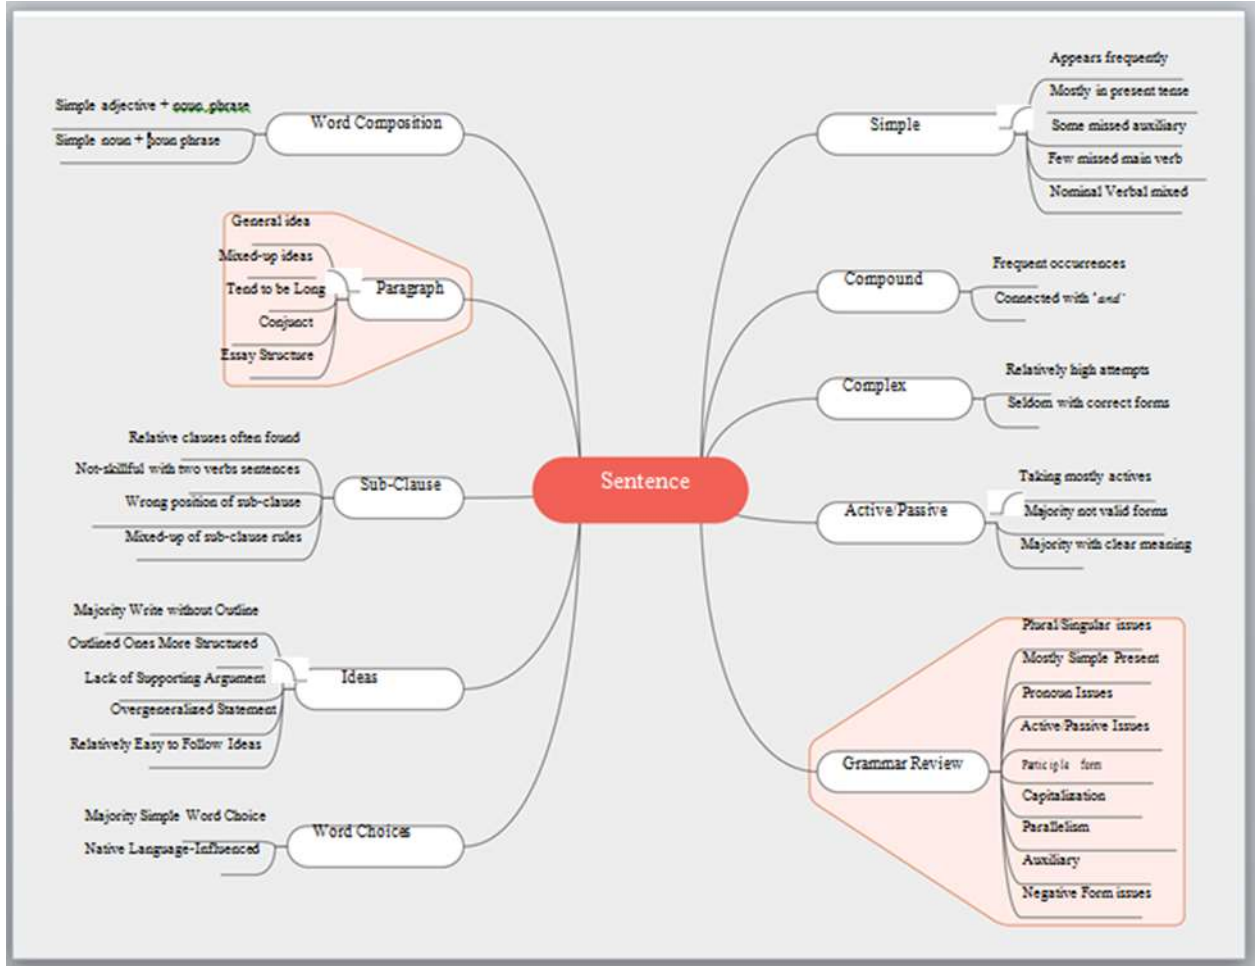 Simple adjective + noun phrase
Simple noun + noun phrase
Word Composition
General idea
Mixed-up ideas
Tend to be Long
Conjunct
Essay Structure
Paragraph
Relative clauses often found
Not-skillful with two verbs sentences
Wrong position of sub-clause
Mixed-up of sub-clause rules
Sub-Clause
Majority Write without Outline
Outlined Ones More Structured
Lack of Supporting Argument
Overgeneralized Statement
Relatively Easy to Follow Ideas
Ideas
Majority Simple Word Choice
Native Language-Influenced
Word Choices
Sentence
Simple
Appears frequently
Mostly in present tense
Some missed auxiliary
Few missed main verb
Nominal Verbal mixed
Compound
Frequent occurrences
Connected with "and"
Complex
Relatively high attempts
Seldom with correct forms
Active/Passive
Taking mostly actives
Majority not valid forms
Majority with clear meaning
Grammar Review
Plural/Singular issues
Mostly Simple Present
Pronoun Issues
Active/Passive Issues
Participle form
Capitalization
Parallelism
Auxiliary
Negative Form issues